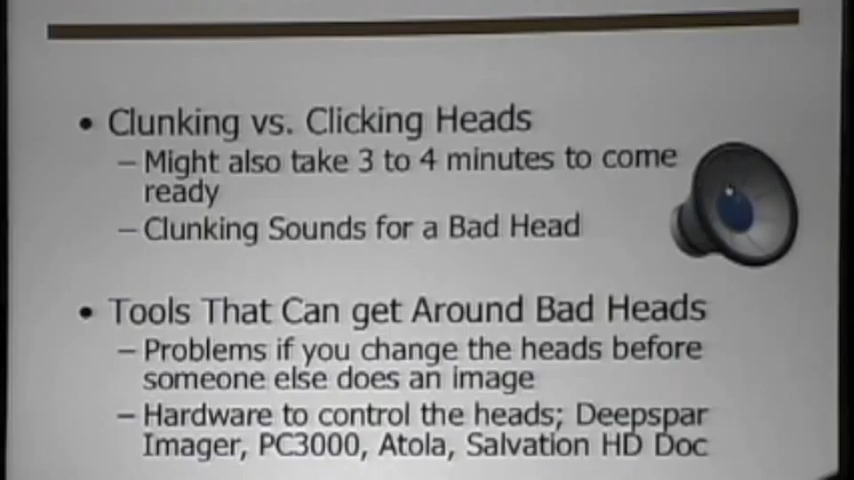 • Clunking vs. Clicking Heads
– Might also take 3 to 4 minutes to come
ready
– Clunking Sounds for a Bad Head
• Tools That Can get Around Bad Heads
– Problems if you change the heads before
someone else does an image
– Hardware to control the heads; Deepspar
Imager, PC3000, Atola, Salvation HD Doc